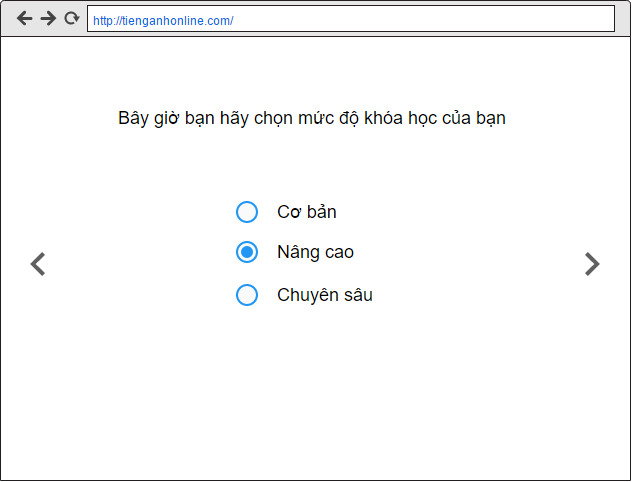 http://tienganhonline.com/
Bây giờ bạn hãy chọn mức độ khóa học của bạn
Cơ bản
Nâng cao
Chuyên sâu